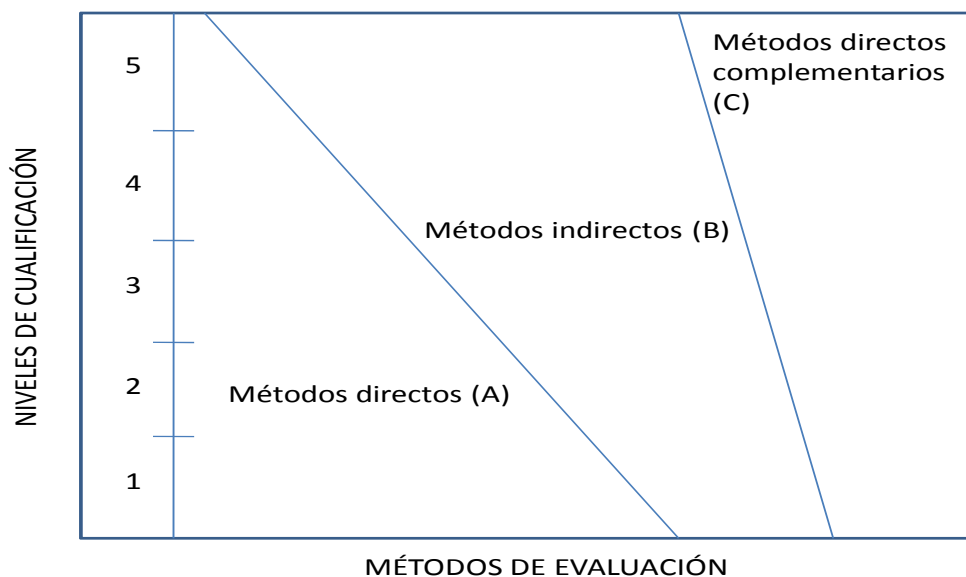 Métodos directos
complementarios
(C)
5
4
Métodos indirectos (B)
3
2
Métodos directos (A)
1
NIVELES DE CUALIFICACIÓN
MÉTODOS DE EVALUACIÓN